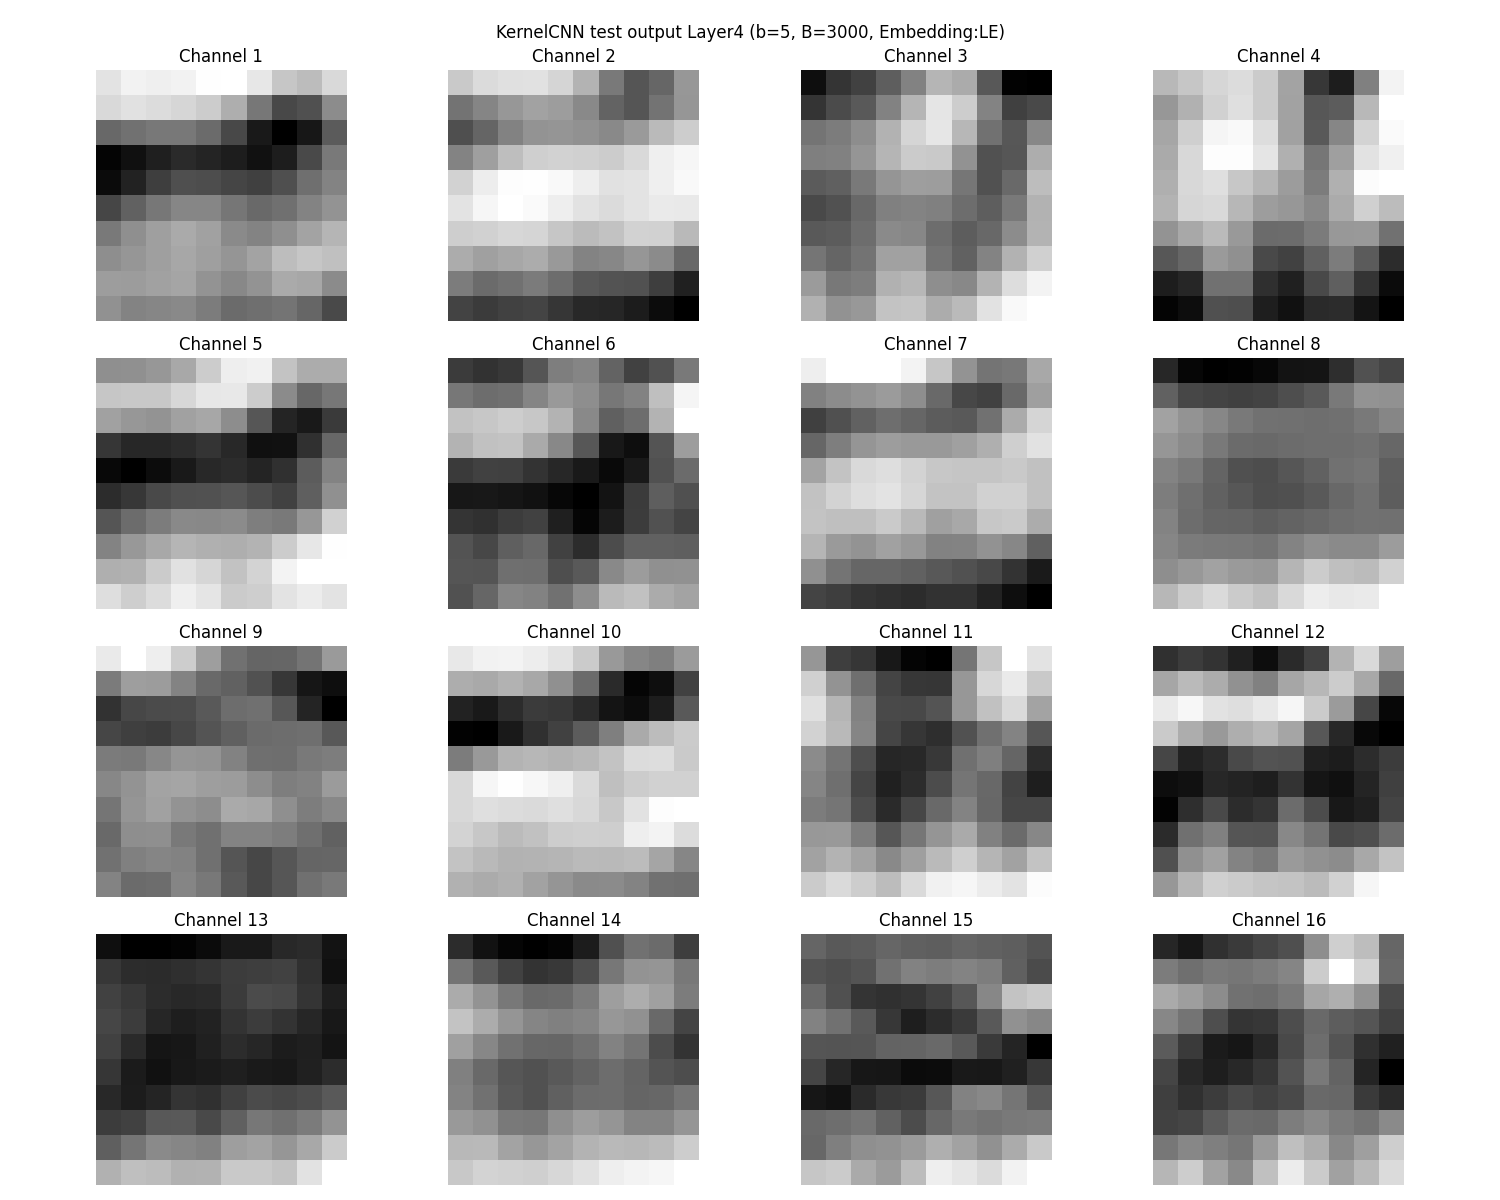 KernelCNN test output Layer4 (b=5, B=3000, Embedding:LE)
Channel 1
Channel 2
Channel 3
Channel 4
Channel 5
Channel 6
Channel 7
Channel 8
Channel 9
Channel 10
Channel 11
Channel 12
Channel 13
Channel 14
Channel 15
Channel 16